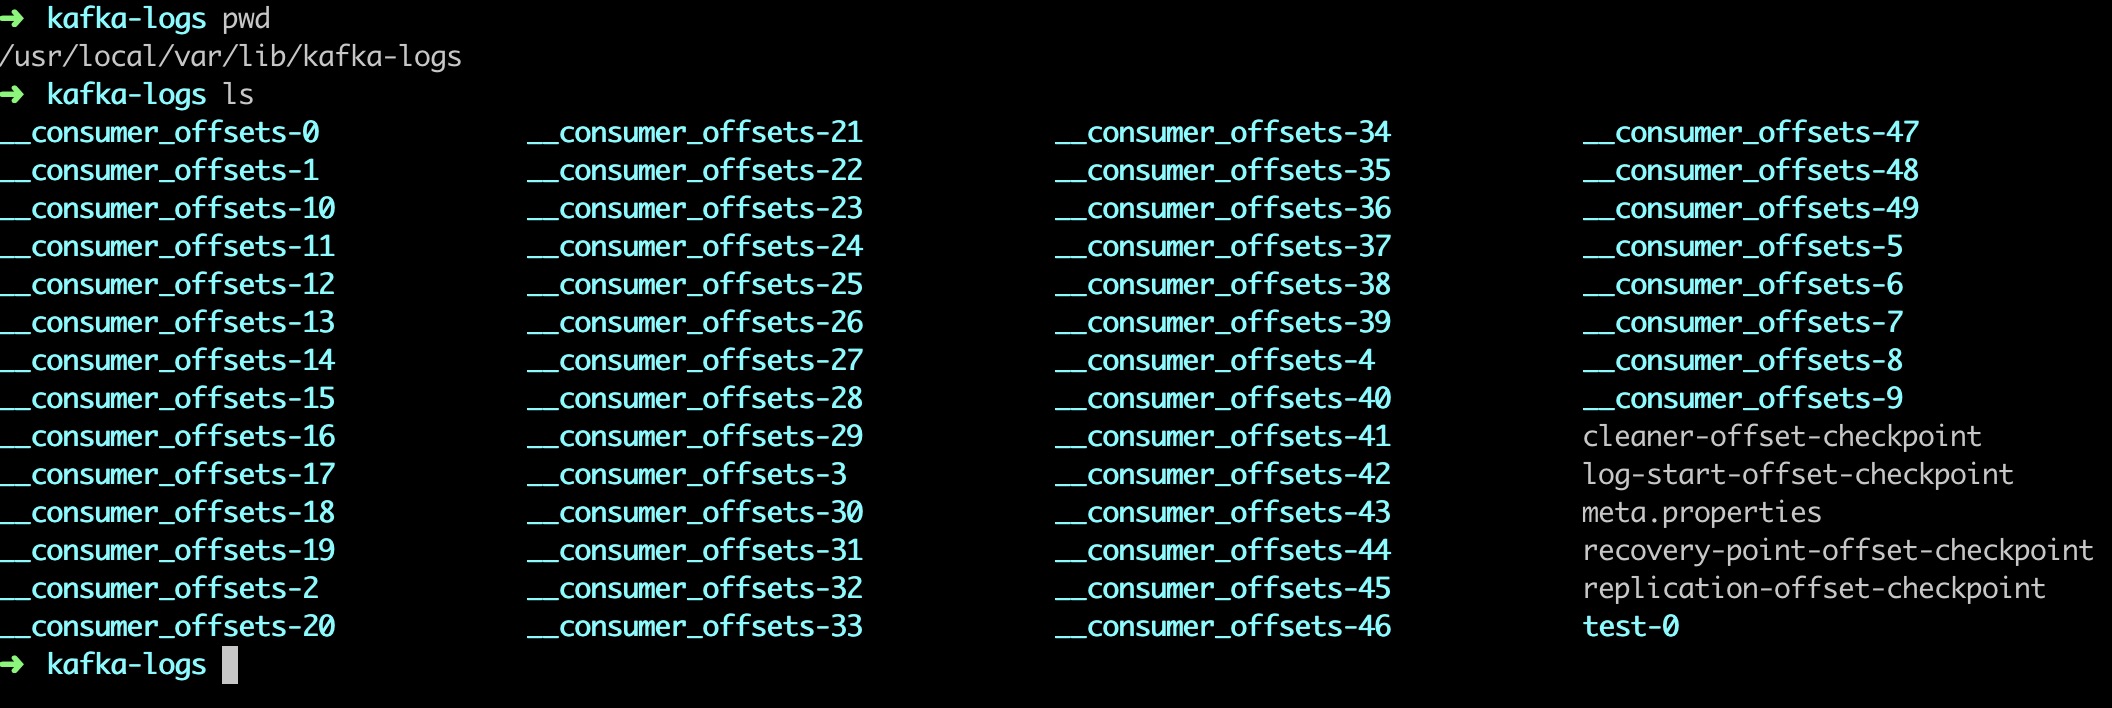 ➜ kafka-logs pwd
/usr/local/var/lib/kafka-logs
➜ kafka-logs ls
__consumer_offsets-0 __consumer_offsets-21 __consumer_offsets-34 __consumer_offsets-47
__consumer_offsets-1 __consumer_offsets-22 __consumer_offsets-35 __consumer_offsets-48
__consumer_offsets-10 __consumer_offsets-23 __consumer_offsets-36 __consumer_offsets-49
__consumer_offsets-11 __consumer_offsets-24 __consumer_offsets-37 __consumer_offsets-5
__consumer_offsets-12 __consumer_offsets-25 __consumer_offsets-38 __consumer_offsets-6
__consumer_offsets-13 __consumer_offsets-26 __consumer_offsets-39 __consumer_offsets-7
__consumer_offsets-14 __consumer_offsets-27 __consumer_offsets-4 __consumer_offsets-8
__consumer_offsets-15 __consumer_offsets-28 __consumer_offsets-40 __consumer_offsets-9
__consumer_offsets-16 __consumer_offsets-29 __consumer_offsets-41 cleaner-offset-checkpoint
__consumer_offsets-17 __consumer_offsets-3 __consumer_offsets-42 log-start-offset-checkpoint
__consumer_offsets-18 __consumer_offsets-30 __consumer_offsets-43 meta.properties
__consumer_offsets-19 __consumer_offsets-31 __consumer_offsets-44 recovery-point-offset-checkpoint
__consumer_offsets-2 __consumer_offsets-32 __consumer_offsets-45 replication-offset-checkpoint
__consumer_offsets-20 __consumer_offsets-33 __consumer_offsets-46 test-0
➜ kafka-logs